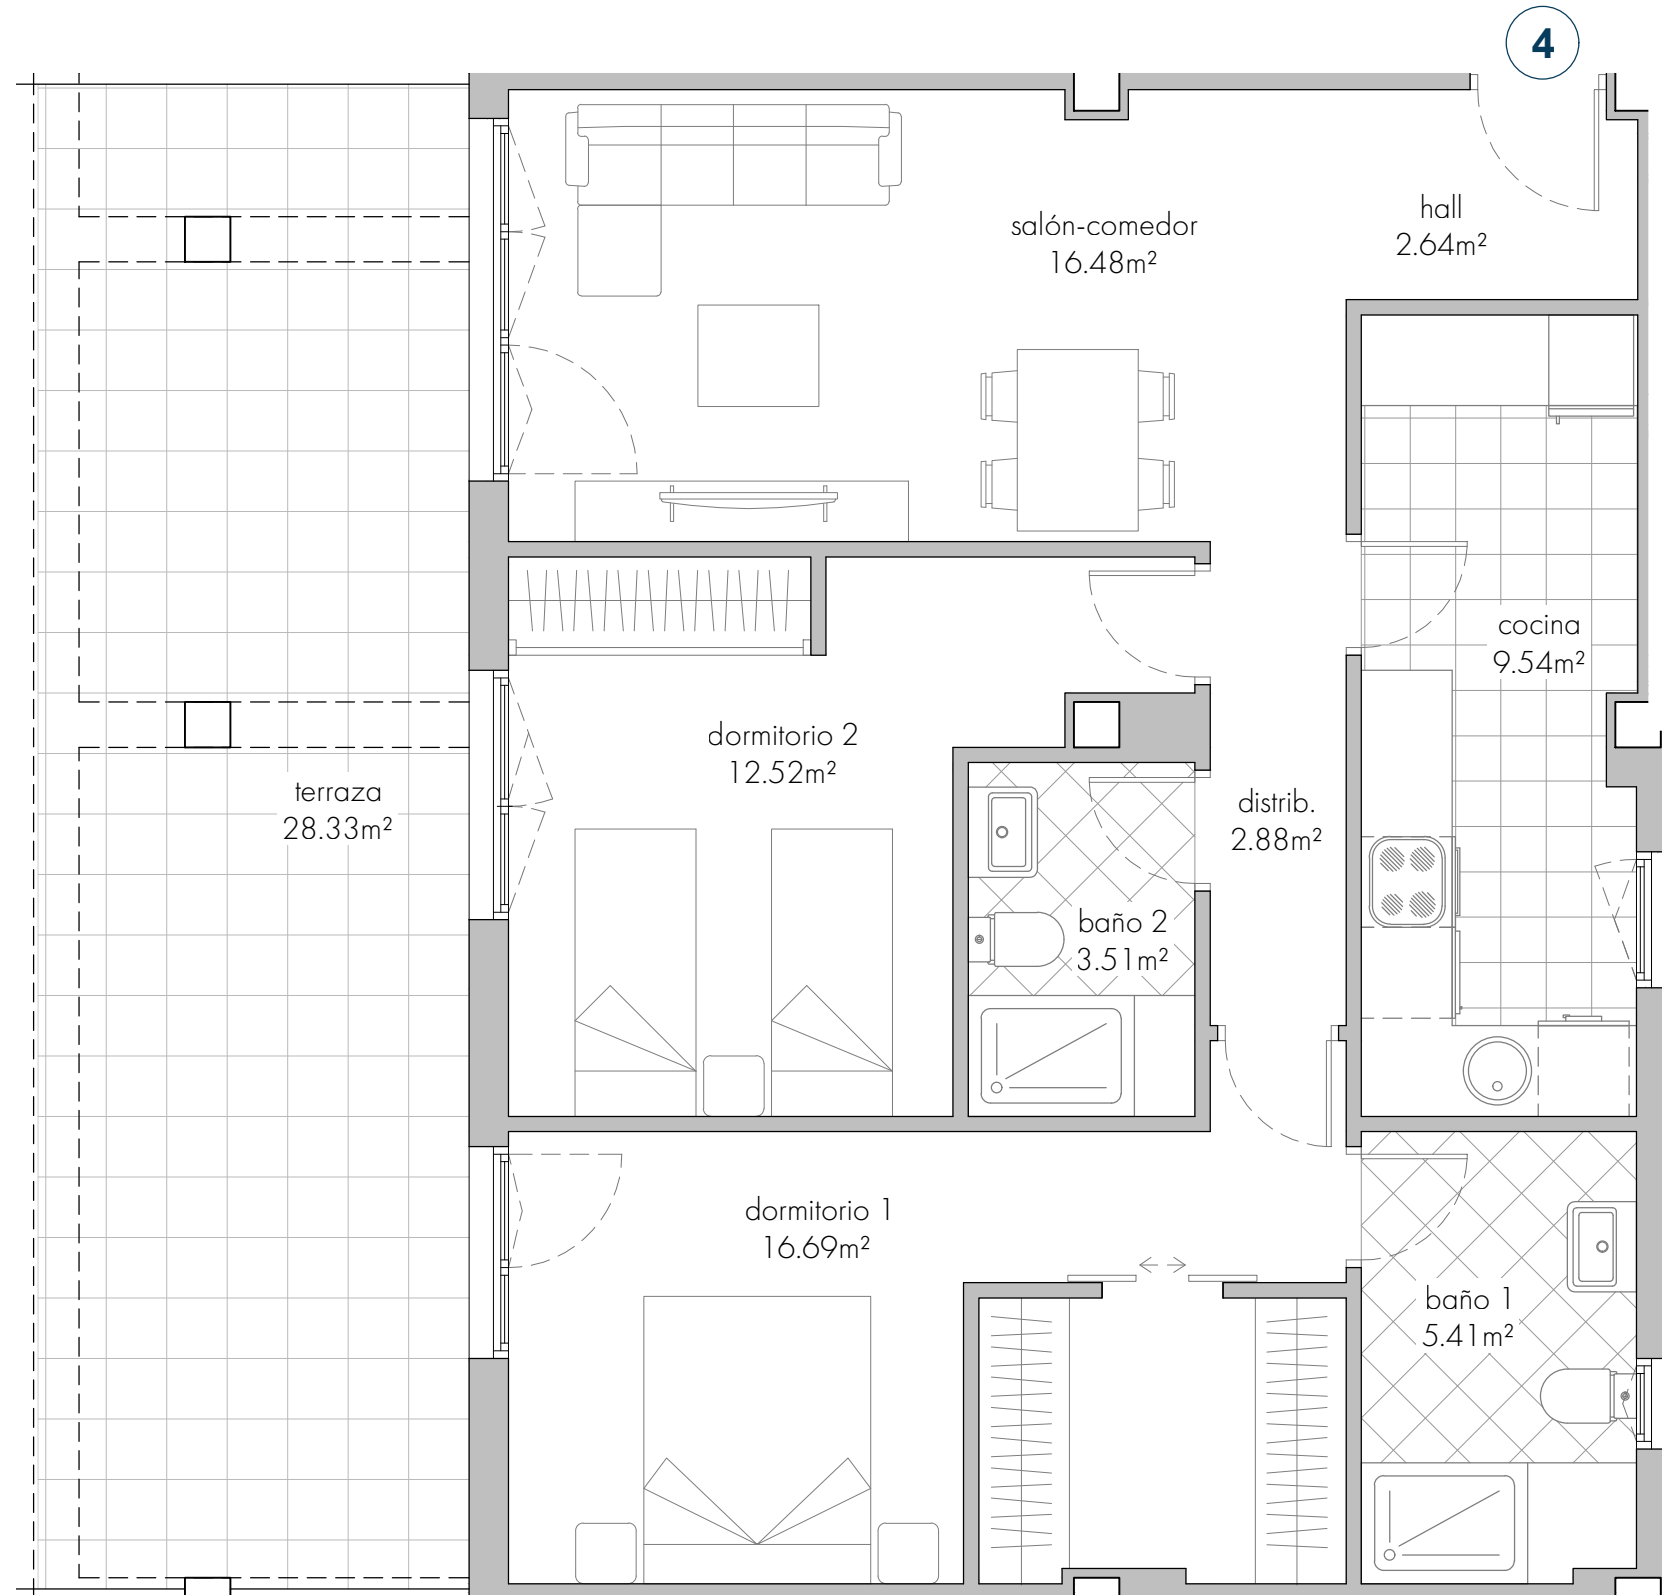 4
hall
2.64m²
salón-comedor
16.48m²
cocina
9.54m²
dormitorio 2
12.52m²
terraza
28.33m²
distrib.
2.88m²
baño 2
3.51m²
dormitorio 1
16.69m²
baño 1
5.41m²